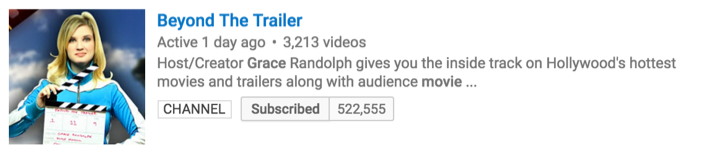 Beyond The Trailer
Active 1 day ago • 3,213 videos
Host/Creator Grace Randolph gives you the inside track on Hollywood's hottest
movies and trailers along with audience movie ...
CHANNEL Subscribed 522,555